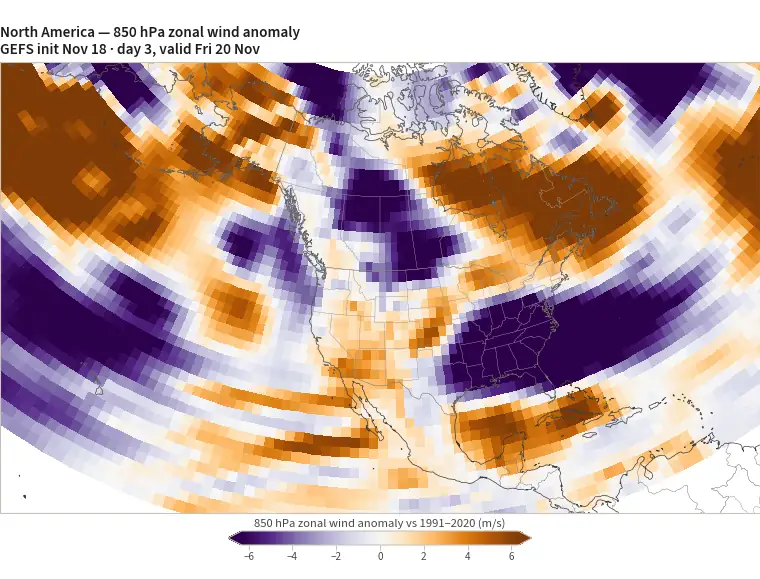 North America — 850 hPa zonal wind anomaly
GEFS init Nov 18 · day 3, valid Fri 20 Nov
850 hPa zonal wind anomaly vs 1991–2020 (m/s)
−6 −4 −2 0 2 4 6